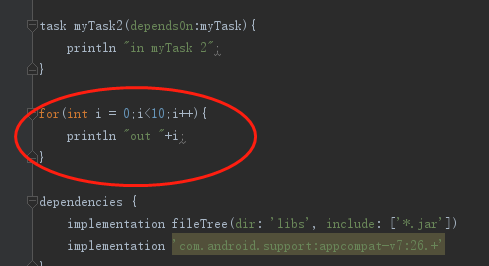 task myTask2(dependsOn:myTask){
println "in myTask 2";
}
for(int i = 0;i<10;i++){
println "out "+i;
}
dependencies {
implementation fileTree(dir: 'libs', include: ['*.jar'])
implementation 'com.android.support:appcompat-v7:26.+'
}